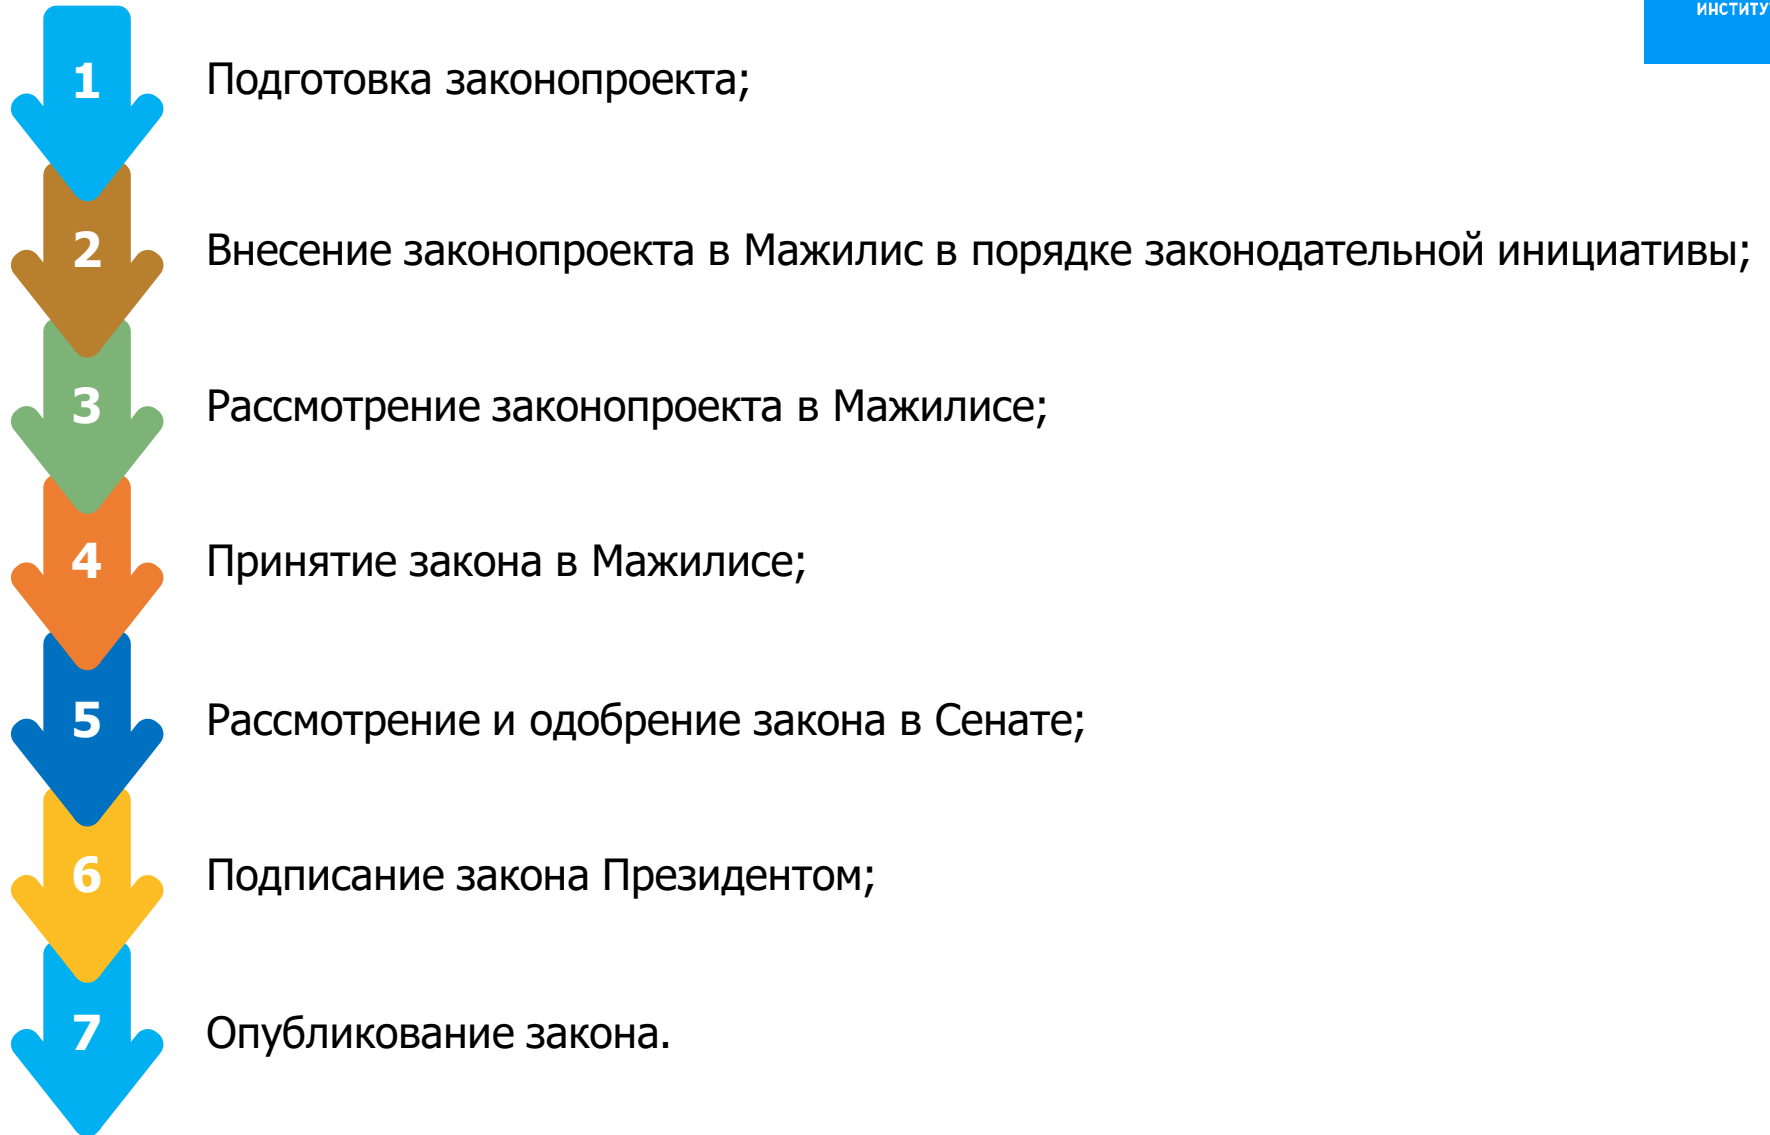 1
Подготовка законопроекта;
2
Внесение законопроекта в Мажилис в порядке законодательной инициативы;
3
Рассмотрение законопроекта в Мажилисе;
4
Принятие закона в Мажилисе;
5
Рассмотрение и одобрение закона в Сенате;
6
Подписание закона Президентом;
7
Опубликование закона.